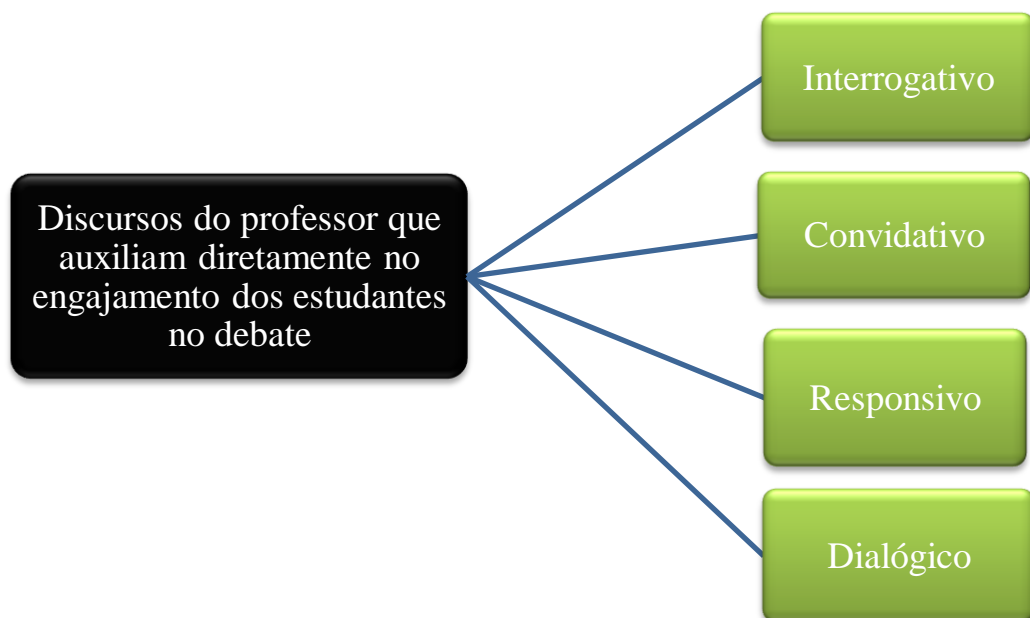 Discursos do professor que
auxiliam diretamente no
engajamento dos estudantes
no debate
Interrogativo
Convidativo
Responsivo
Dialógico